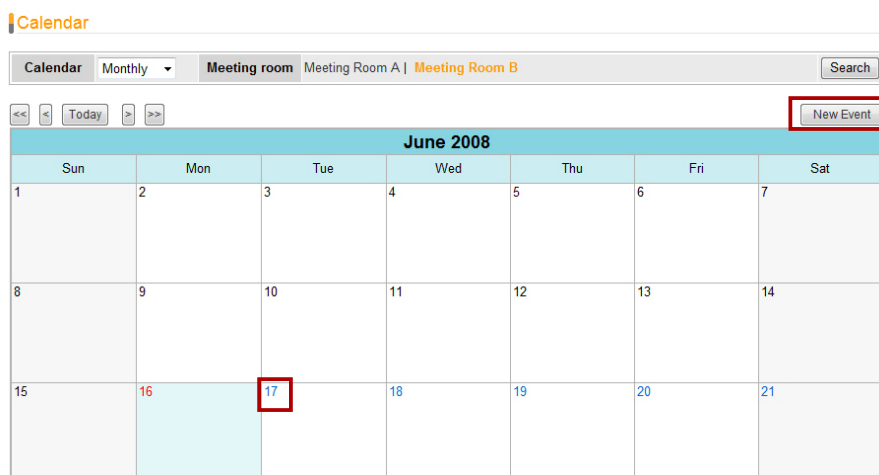 Calendar
Calendar Monthly Meeting room Meeting Room A | Meeting Room B Search
<< < Today > >> New Event
June 2008
Sun Mon Tue Wed Thu Fri Sat
1 2 3 4 5 6 7
8 9 10 11 12 13 14
15 16 17 18 19 20 21